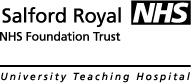 Salford Royal NHS
NHS Foundation Trust
University Teaching Hospital